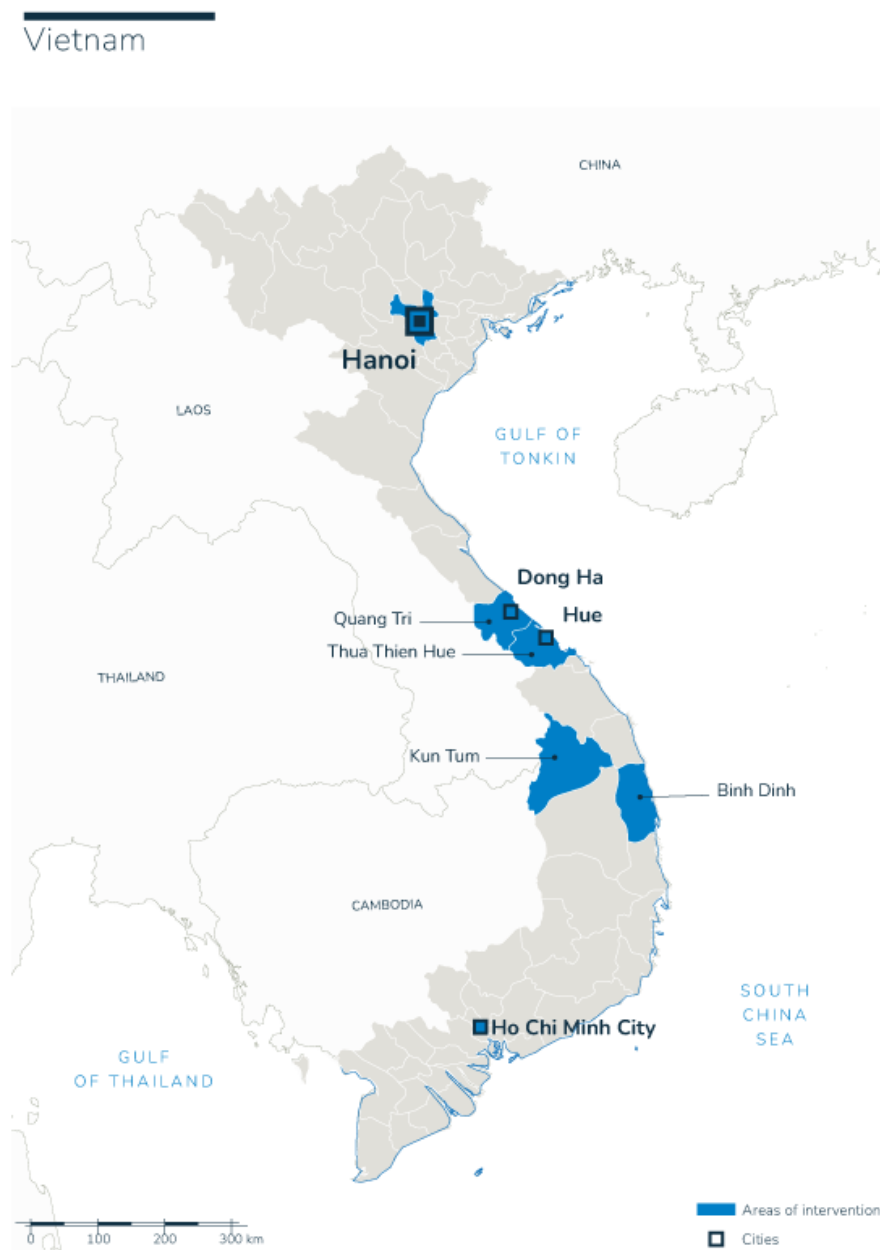 Vietnam
CHINA
Hanoi
LAOS
GULF OF
TONKIN
Dong Ha
Hue
Quang Tri
Thua Thien Hue
THAILAND
Kun Tum
Binh Dinh
CAMBODIA
SOUTH
CHINA
SEA
Ho Chi Minh City
GULF
OF THAILAND
Areas of intervention
0 100 200 300 km
Cities